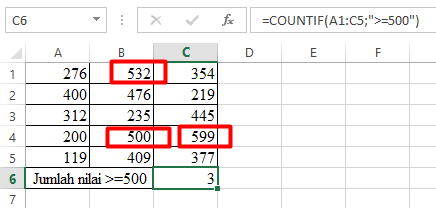 C6 fx =COUNTIF(A1:C5;">=500")
A B C D E F
1 276 532 354
2 400 476 219
3 312 235 445
4 200 500 599
5 119 409 377
6 Jumlah nilai >=500 3
7